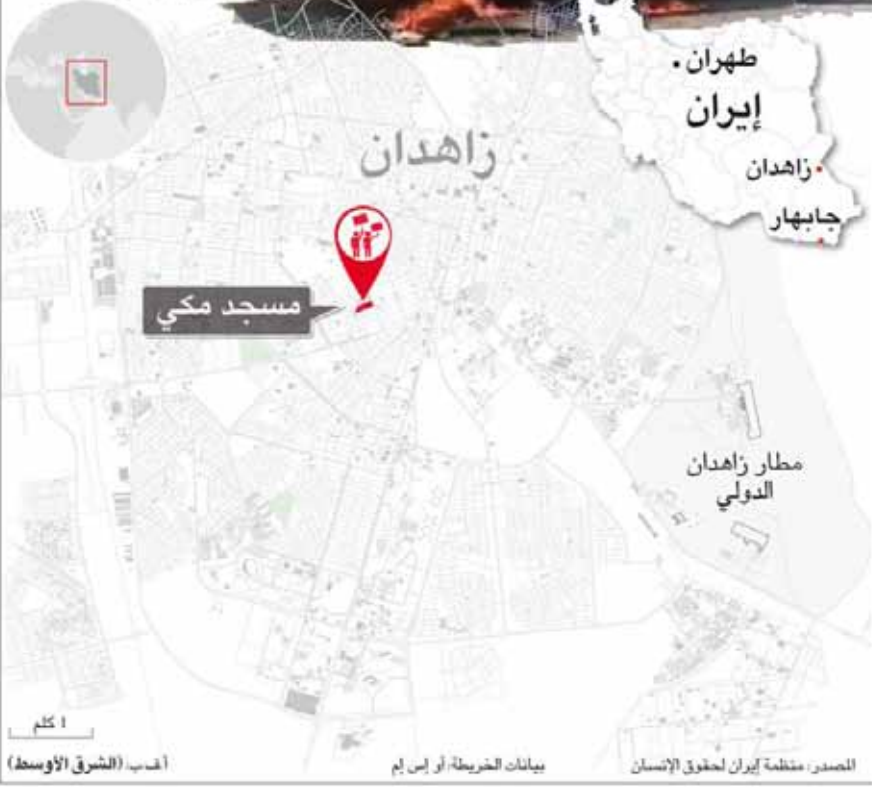 طهران
إيران
زاهدان
جابهار
زاهدان
مسجد مكي
مطار زاهدان
الدولي
١ كلم
المصدر: منظمة إيران لحقوق الإنسان
بيانات الخريطة: أو إس إم
أ ف ب: (الشرق الأوسط)